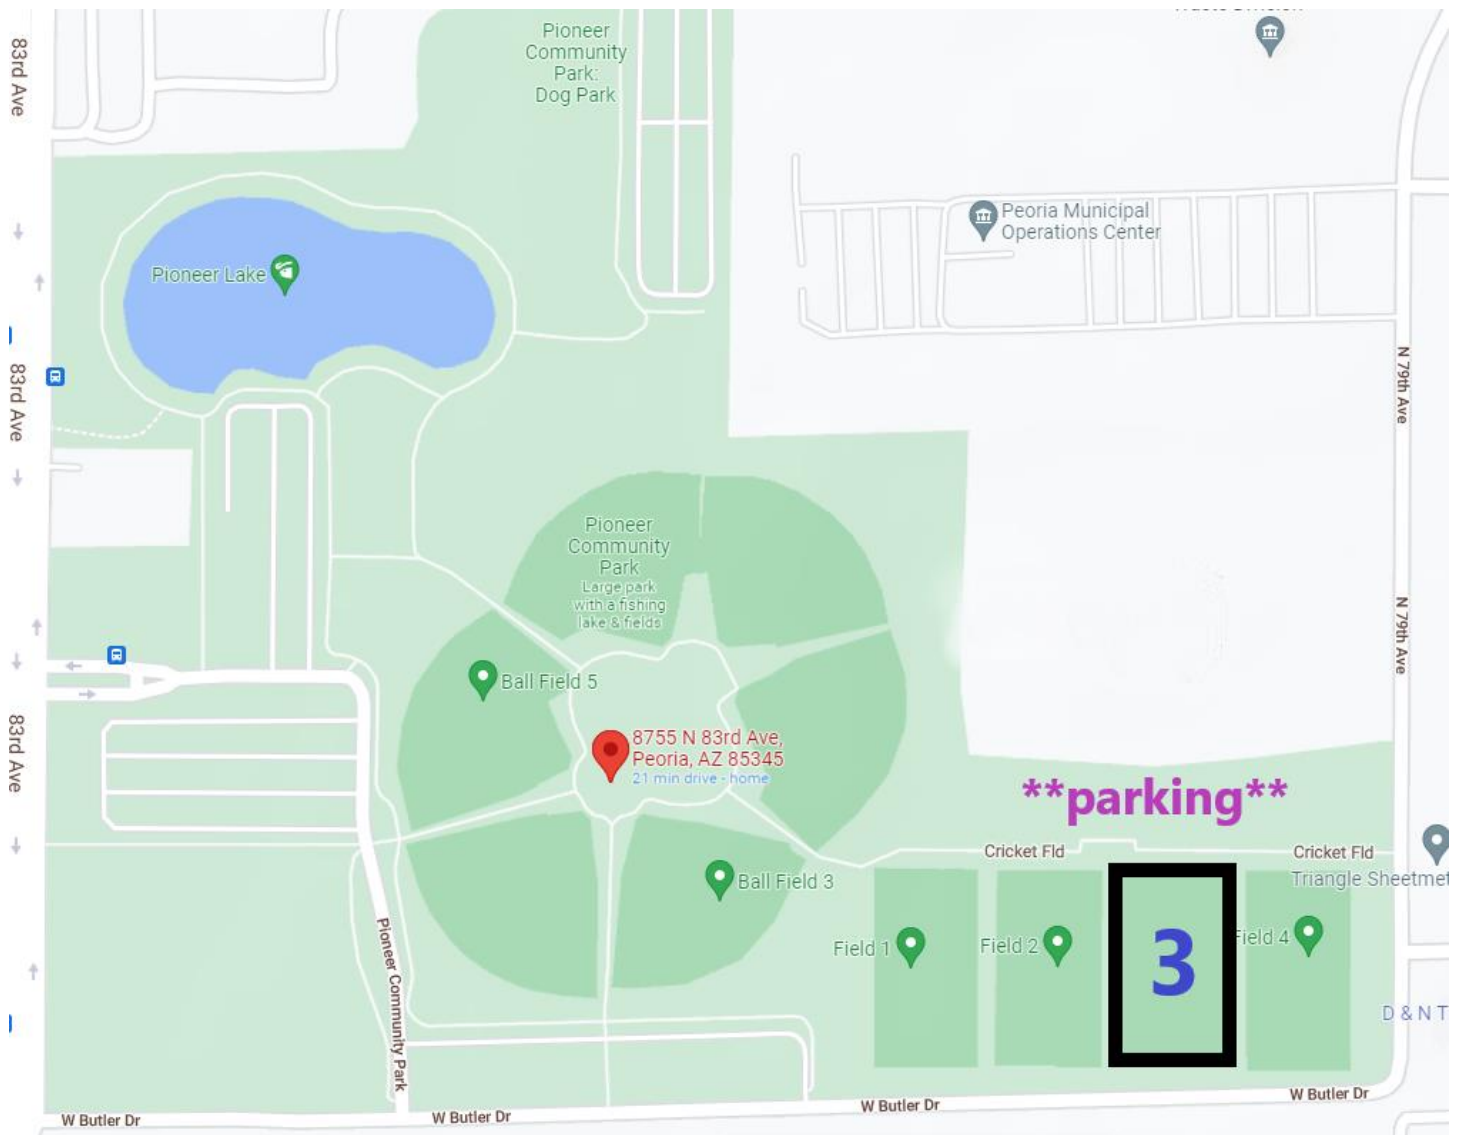 83rd Ave
Pioneer
Community
Park:
Dog Park
Peoria Municipal
Operations Center
Pioneer Lake
83rd Ave
N 79th Ave
Pioneer
Community
Park
Large park
with a fishing
lake & fields
N 79th Ave
Ball Field 5
83rd Ave
8755 N 83rd Ave,
Peoria, AZ 85345
21 min drive - home
**parking**
Cricket Fld
Cricket Fld
Triangle Sheetmet
Ball Field 3
Field 1
Field 2
3
Field 4
Pioneer Community Park
D & N T
W Butler Dr
W Butler Dr
W Butler Dr
W Butler Dr